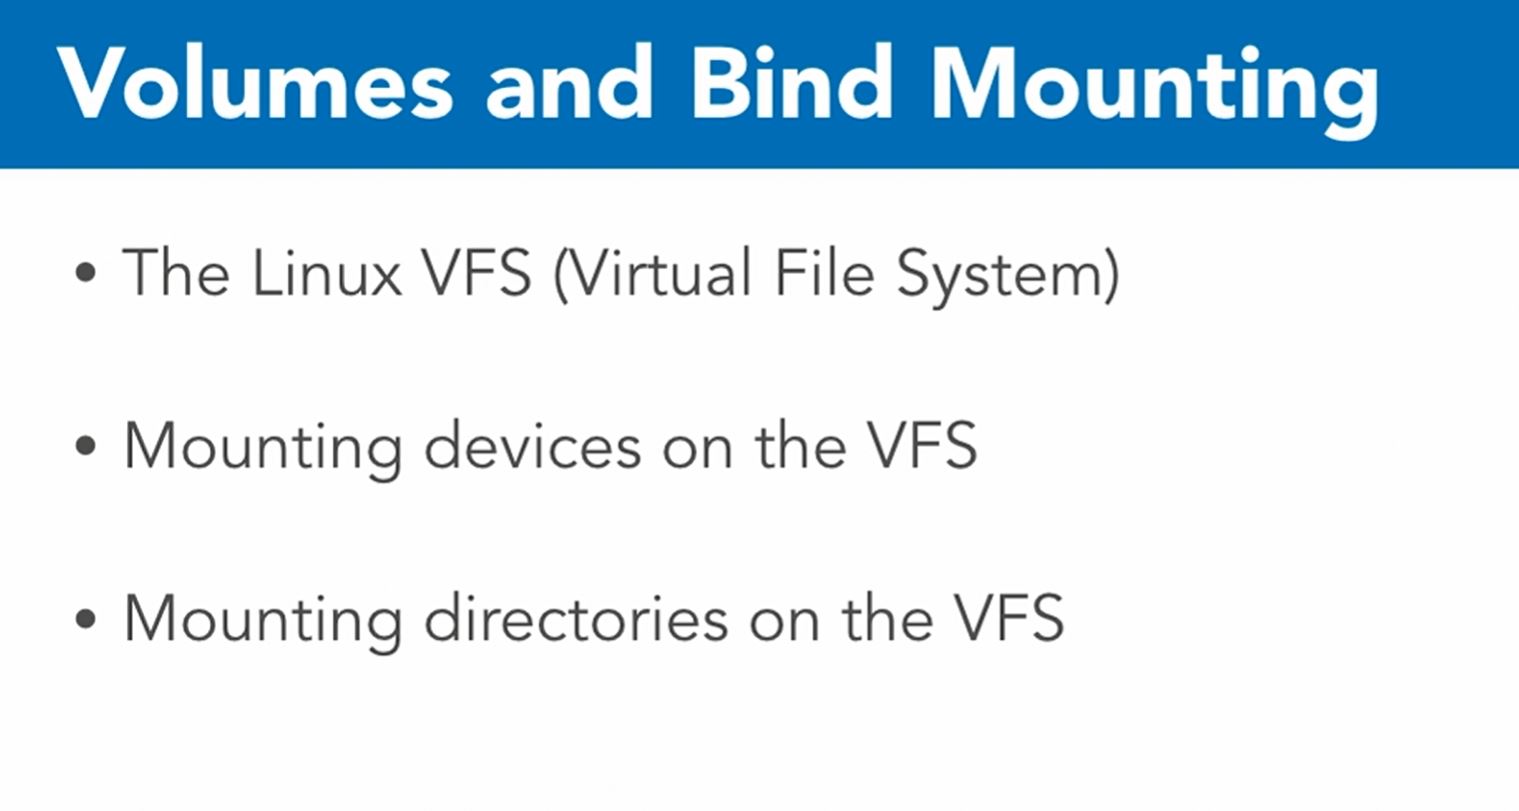 Volumes and Bind Mounting
• The Linux VFS (Virtual File System)
• Mounting devices on the VFS
• Mounting directories on the VFS